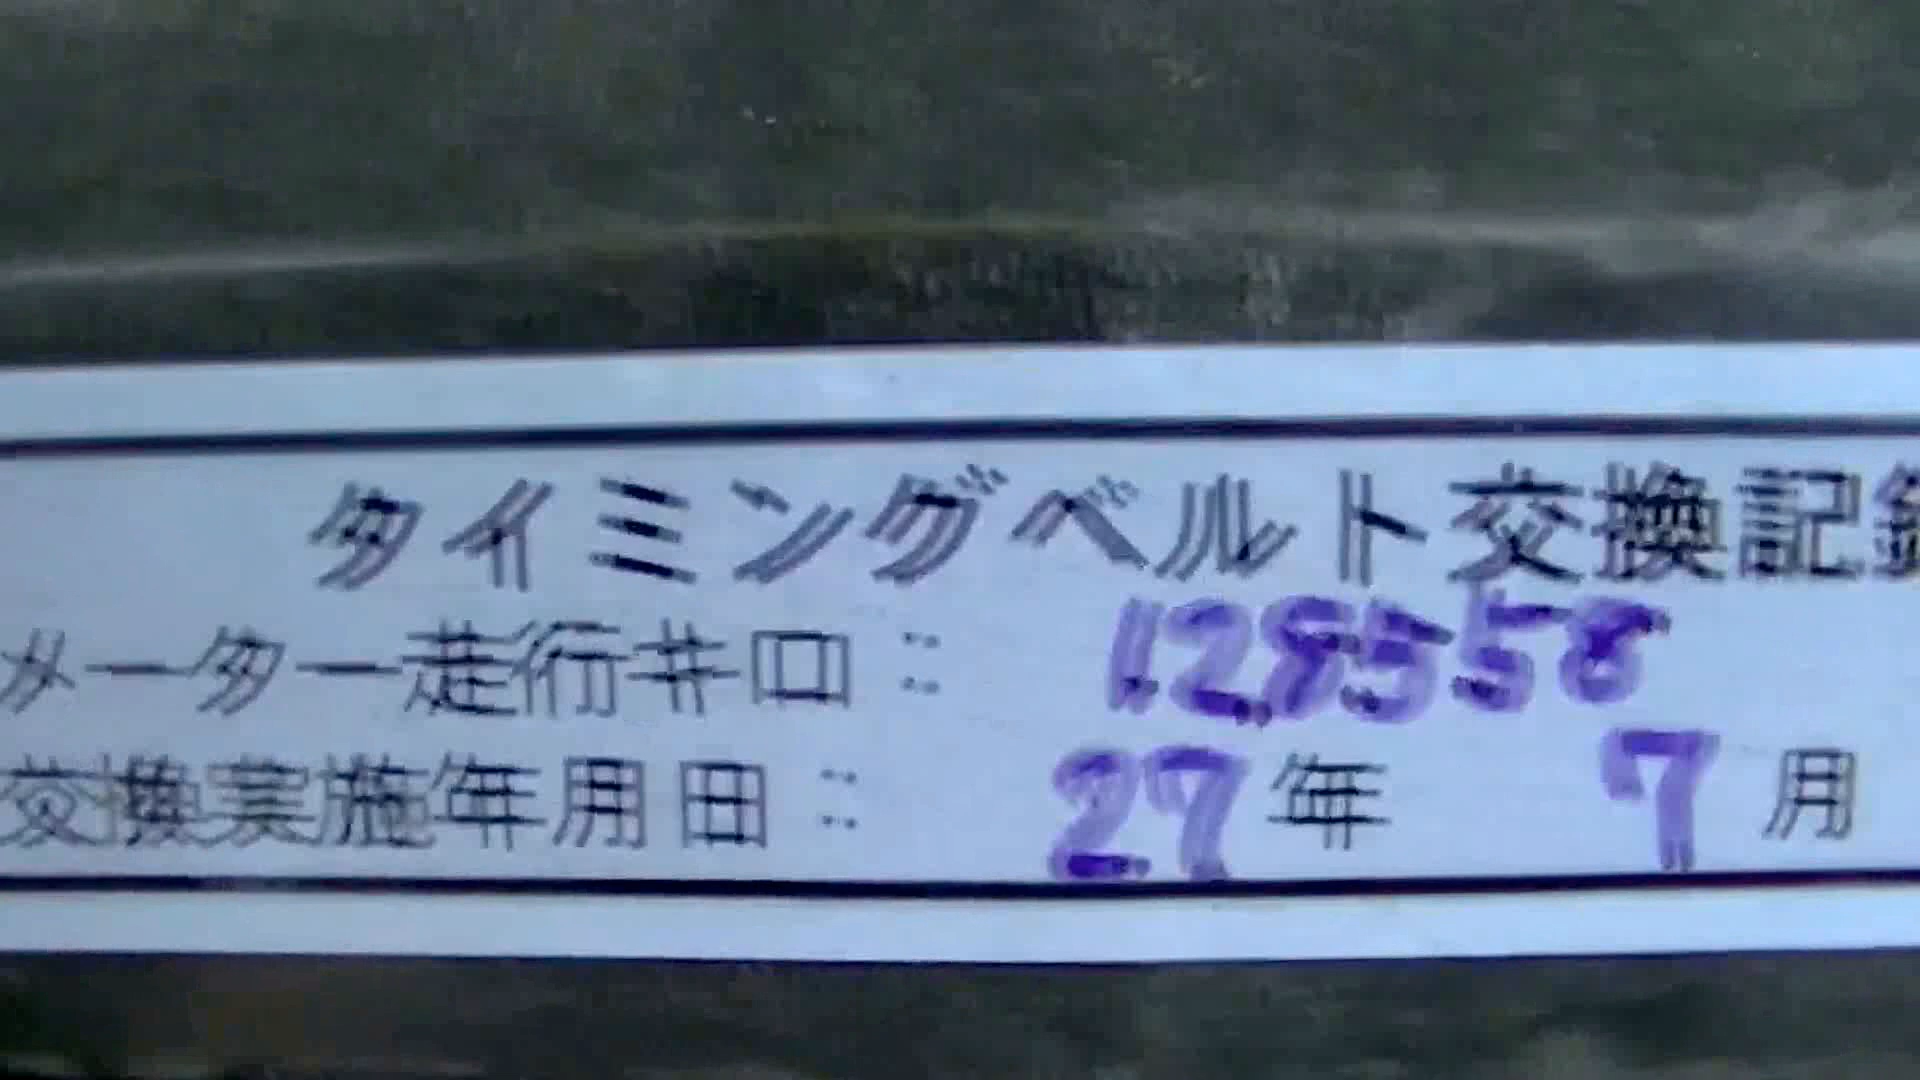 タイミングベルト交換記録
メーター走行キロ： 128558
交換実施年月日： 27年 7月